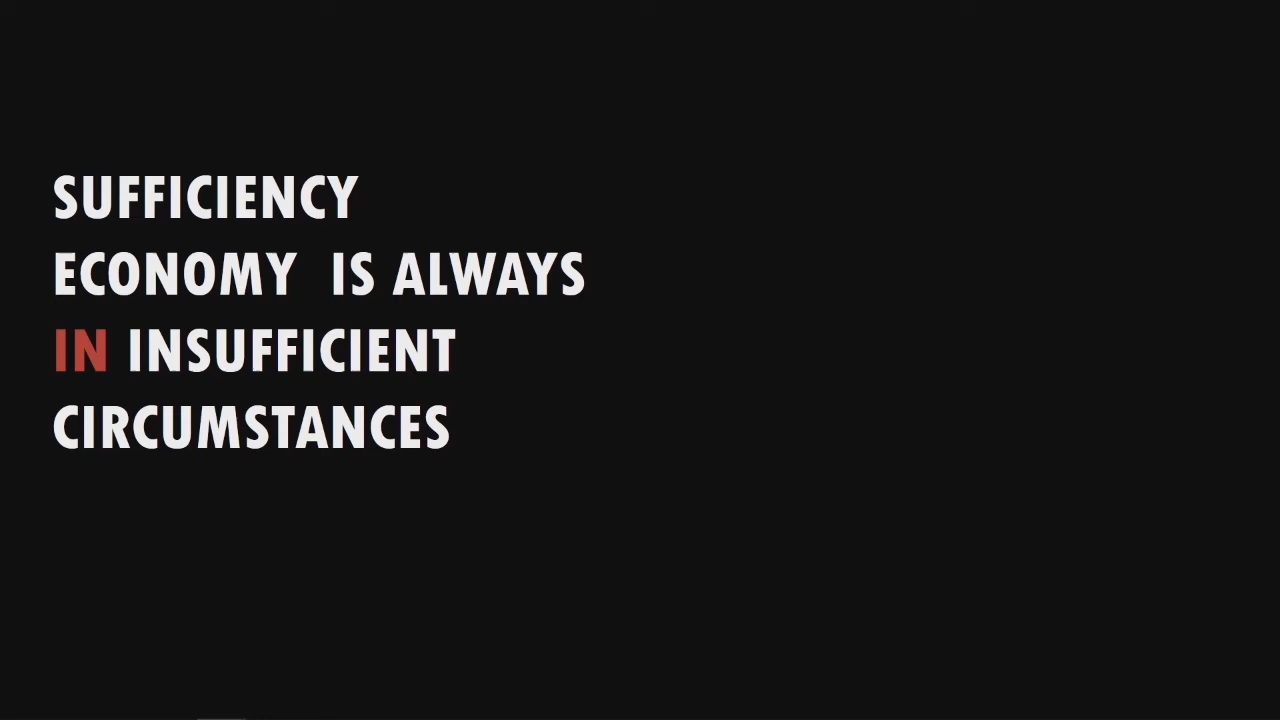 SUFFICIENCY
ECONOMY  IS ALWAYS
IN INSUFFICIENT
CIRCUMSTANCES